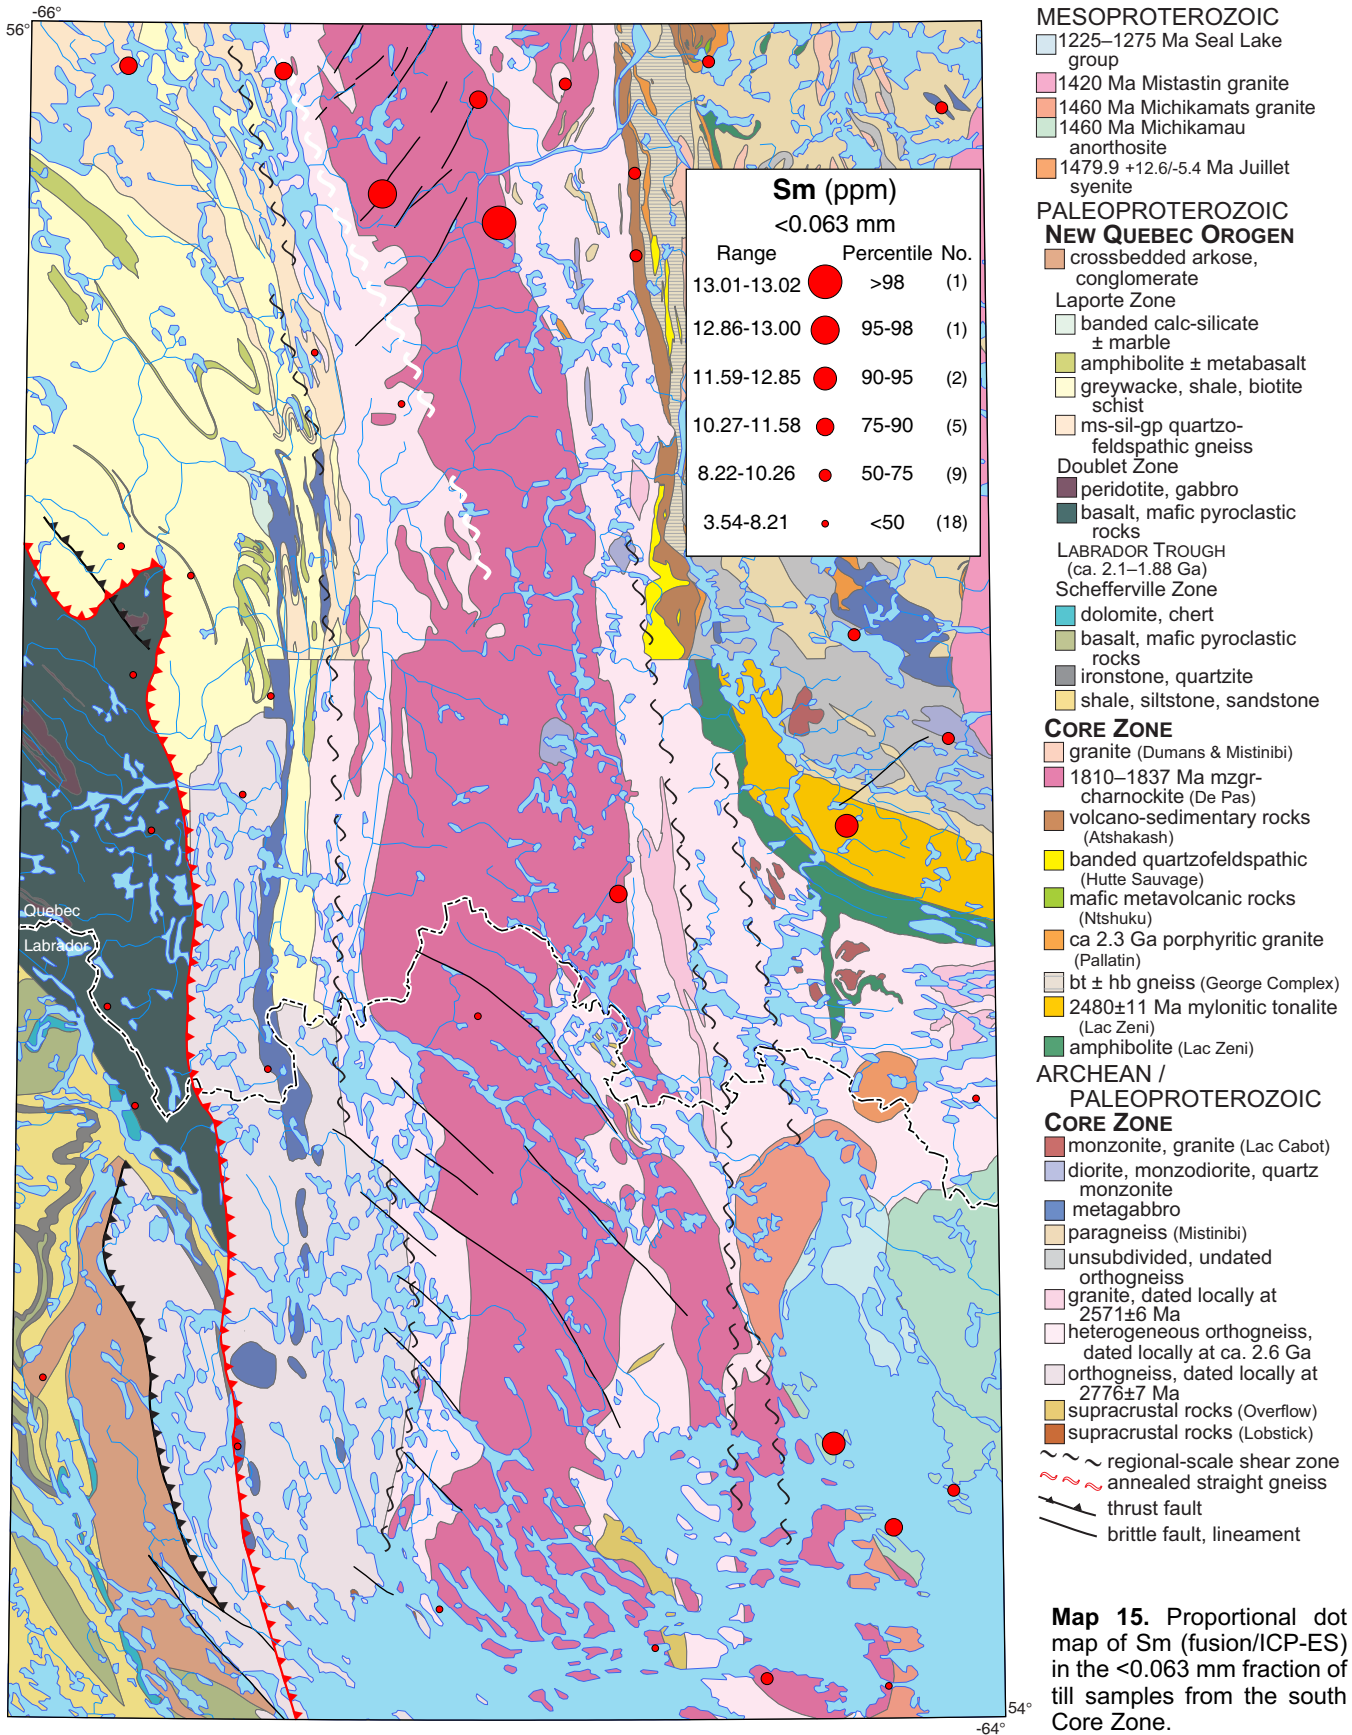 -66°
56°
Sm (ppm)
<0.063 mm
Range Percentile No.
13.01-13.02 >98 (1)
12.86-13.00 95-98 (1)
11.59-12.85 90-95 (2)
10.27-11.58 75-90 (5)
8.22-10.26 50-75 (9)
3.54-8.21 <50 (18)
Quebec
Labrador
54°
-64°
MESOPROTEROZOIC
1225–1275 Ma Seal Lake
group
1420 Ma Mistastin granite
1460 Ma Michikamats granite
1460 Ma Michikamau
anorthosite
1479.9 +12.6/-5.4 Ma Juillet
syenite
PALEOPROTEROZOIC
NEW QUEBEC OROGEN
crossbedded arkose,
conglomerate
Laporte Zone
banded calc-silicate
± marble
amphibolite ± metabasalt
greywacke, shale, biotite
schist
ms-sil-gp quartzo-
feldspathic gneiss
Doublet Zone
peridotite, gabbro
basalt, mafic pyroclastic
rocks
LABRADOR TROUGH
(ca. 2.1–1.88 Ga)
Schefferville Zone
dolomite, chert
basalt, mafic pyroclastic
rocks
ironstone, quartzite
shale, siltstone, sandstone
CORE ZONE
granite (Dumans & Mistinibi)
1810–1837 Ma mzgr-
charnockite (De Pas)
volcano-sedimentary rocks
(Atshakash)
banded quartzofeldspathic
(Hutte Sauvage)
mafic metavolcanic rocks
(Ntshuku)
ca 2.3 Ga porphyritic granite
(Pallatin)
bt ± hb gneiss (George Complex)
2480±11 Ma mylonitic tonalite
(Lac Zeni)
amphibolite (Lac Zeni)
ARCHEAN /
PALEOPROTEROZOIC
CORE ZONE
monzonite, granite (Lac Cabot)
diorite, monzodiorite, quartz
monzonite
metagabbro
paragneiss (Mistinibi)
unsubdivided, undated
orthogneiss
granite, dated locally at
2571±6 Ma
heterogeneous orthogneiss,
dated locally at ca. 2.6 Ga
orthogneiss, dated locally at
2776±7 Ma
supracrustal rocks (Overflow)
supracrustal rocks (Lobstick)
regional-scale shear zone
annealed straight gneiss
thrust fault
brittle fault, lineament
Map 15. Proportional dot
map of Sm (fusion/ICP-ES)
in the <0.063 mm fraction of
till samples from the south
Core Zone.